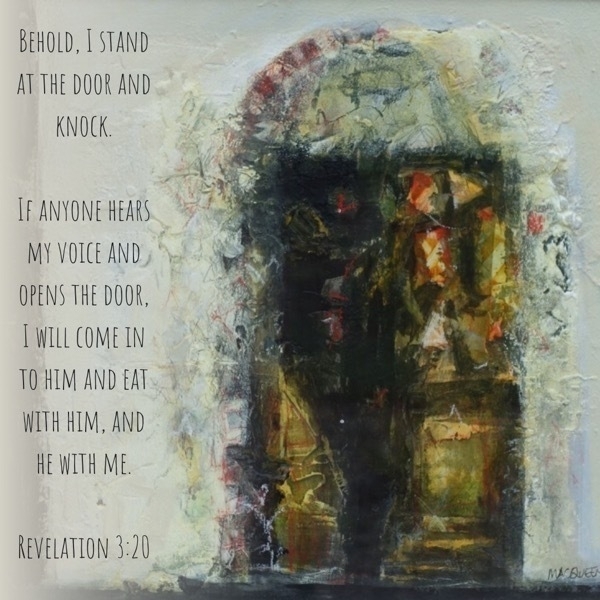 Behold, I stand
at the door and
knock.
If anyone hears
my voice and
opens the door,
I will come in
to him and eat
with him, and
he with me.
Revelation 3:20